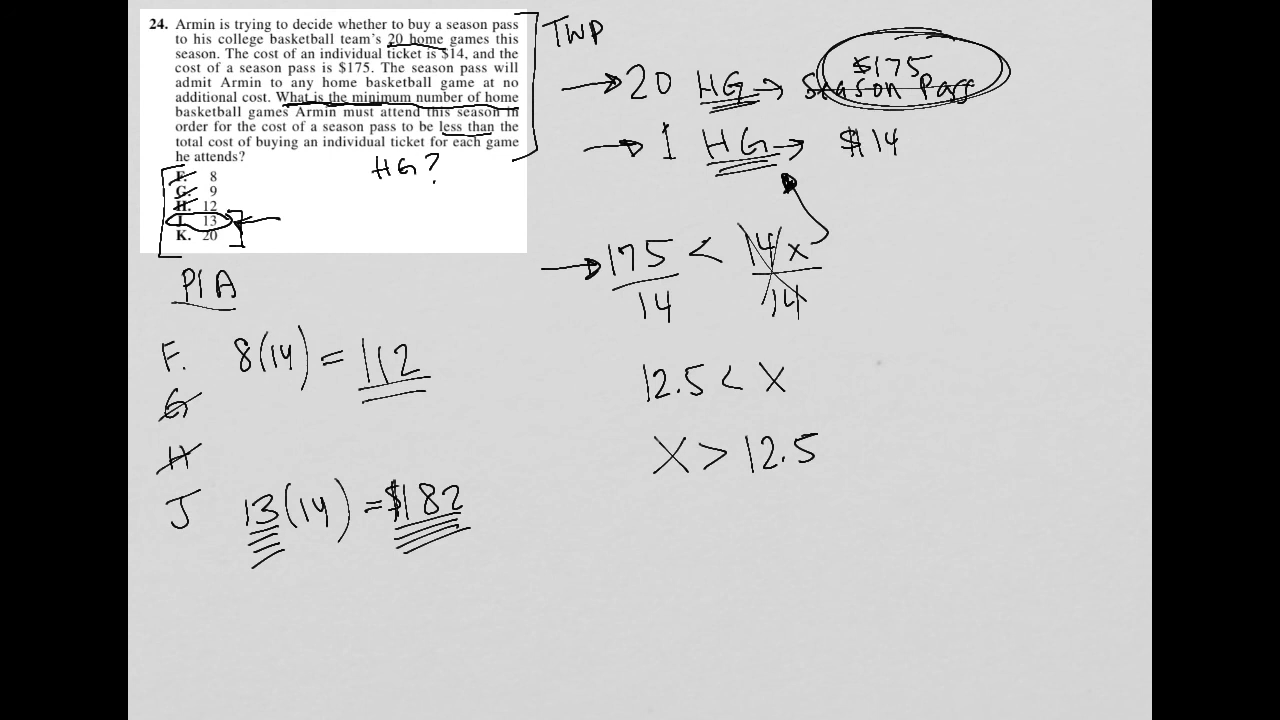 24. Armin is trying to decide whether to buy a season pass
to his college basketball team's 20 home games this
season. The cost of an individual ticket is $14, and the
cost of a season pass is $175. The season pass will
admit Armin to any home basketball game at no
additional cost. What is the minimum number of home
basketball games Armin must attend this season in
order for the cost of a season pass to be less than the
total cost of buying an individual ticket for each game
he attends?
F. 8
G. 9
H. 12
J. 13
K. 20
HG?
TWP
$175
→ 20 HG → Season Pass
→ 1 HG → $14
→ 175 < 14x
14 14
12.5 < X
X > 12.5
PIA
F. 8(14) = 112
G
H
J 13(14) = $182